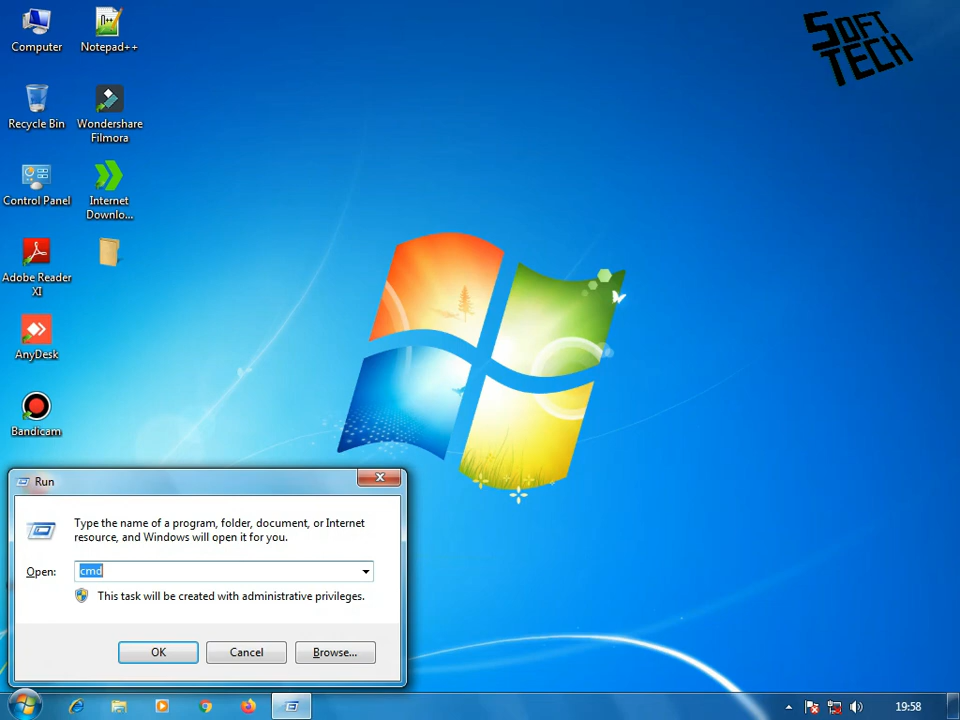 SOFT
TECH
Computer
Notepad++
Recycle Bin
Wondershare
Filmora
Control Panel
Internet
Downlo...
Adobe Reader
XI
AnyDesk
Bandicam
Run
Type the name of a program, folder, document, or Internet
resource, and Windows will open it for you.
Open:
cmd
This task will be created with administrative privileges.
OK
Cancel
Browse...
19:58